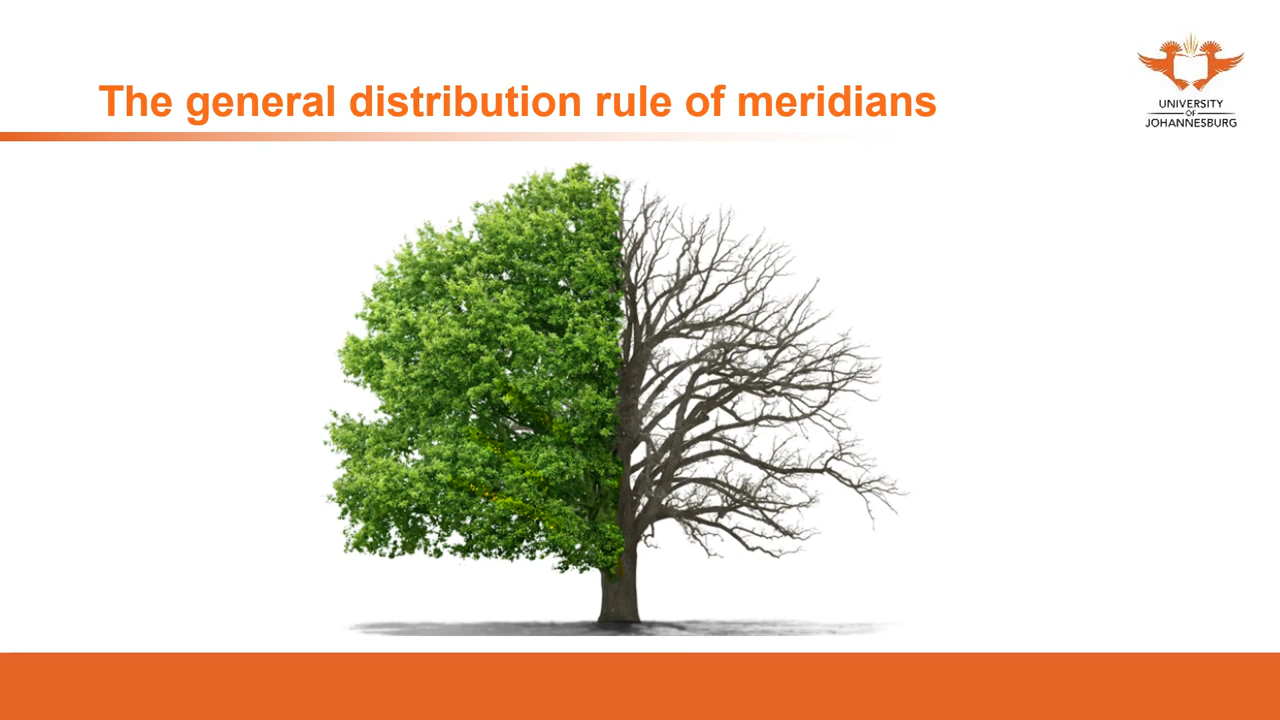 The general distribution rule of meridians
UNIVERSITY
OF
JOHANNESBURG